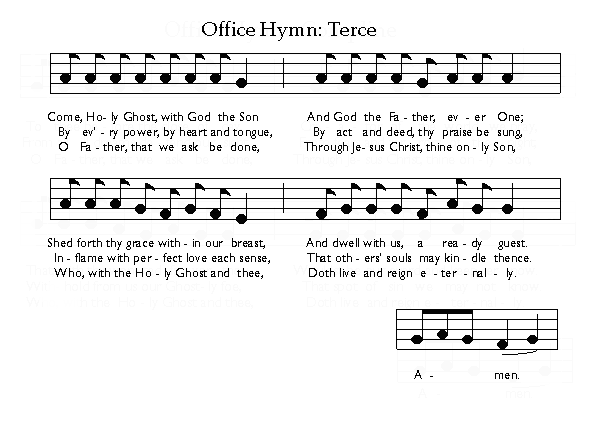 Office Hymn: Terce
Come, Ho- ly Ghost, with God the Son And God the Fa - ther, ev - er One;
By ev' - ry power, by heart and tongue, By act and deed, thy praise be sung,
O Fa - ther, that we ask be done, Through Je - sus Christ, thine on - ly Son,
Shed forth thy grace with - in our breast, And dwell with us, a rea - dy guest.
In - flame with per - fect love each sense, That oth - ers' souls may kin - dle thence.
Who, with the Ho - ly Ghost and thee, Doth live and reign e - ter - nal - ly.
A - men.